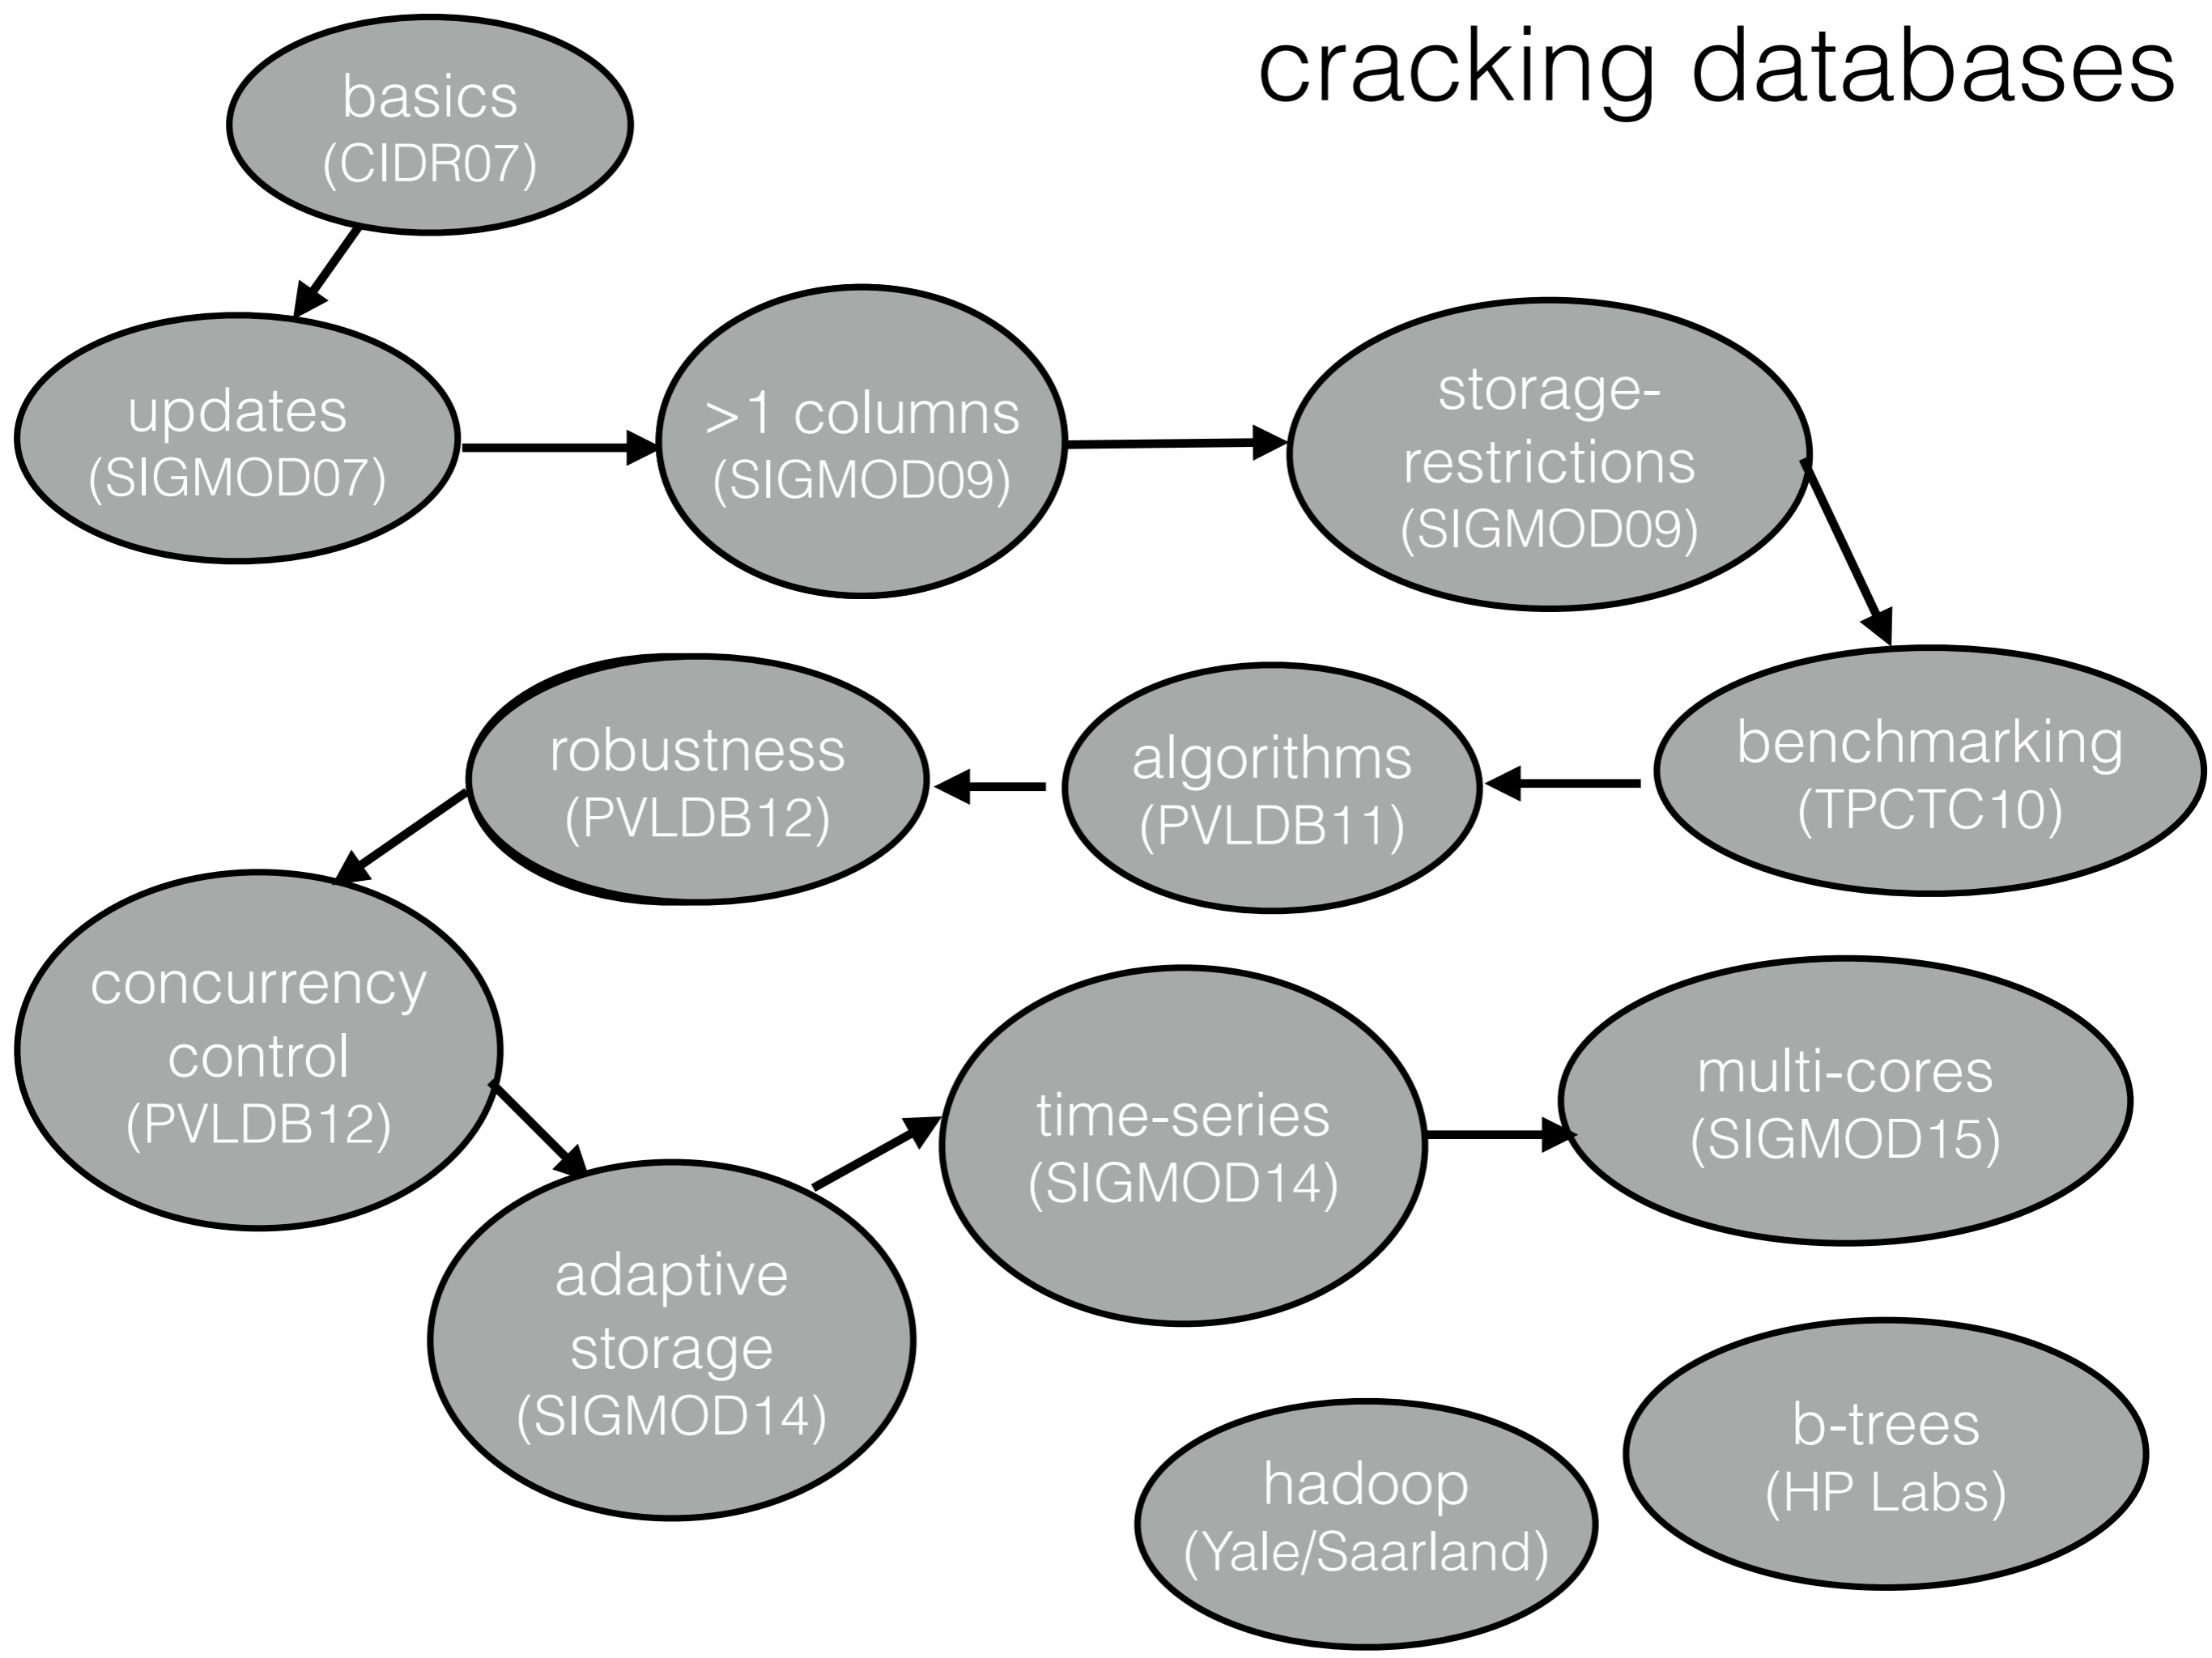 cracking databases
basics
(CIDR07)
updates
(SIGMOD07)
>1 columns
(SIGMOD09)
storage-
restrictions
(SIGMOD09)
benchmarking
(TPCTC10)
algorithms
(PVLDB11)
robustness
(PVLDB12)
concurrency
control
(PVLDB12)
adaptive
storage
(SIGMOD14)
time-series
(SIGMOD14)
multi-cores
(SIGMOD15)
hadoop
(Yale/Saarland)
b-trees
(HP Labs)